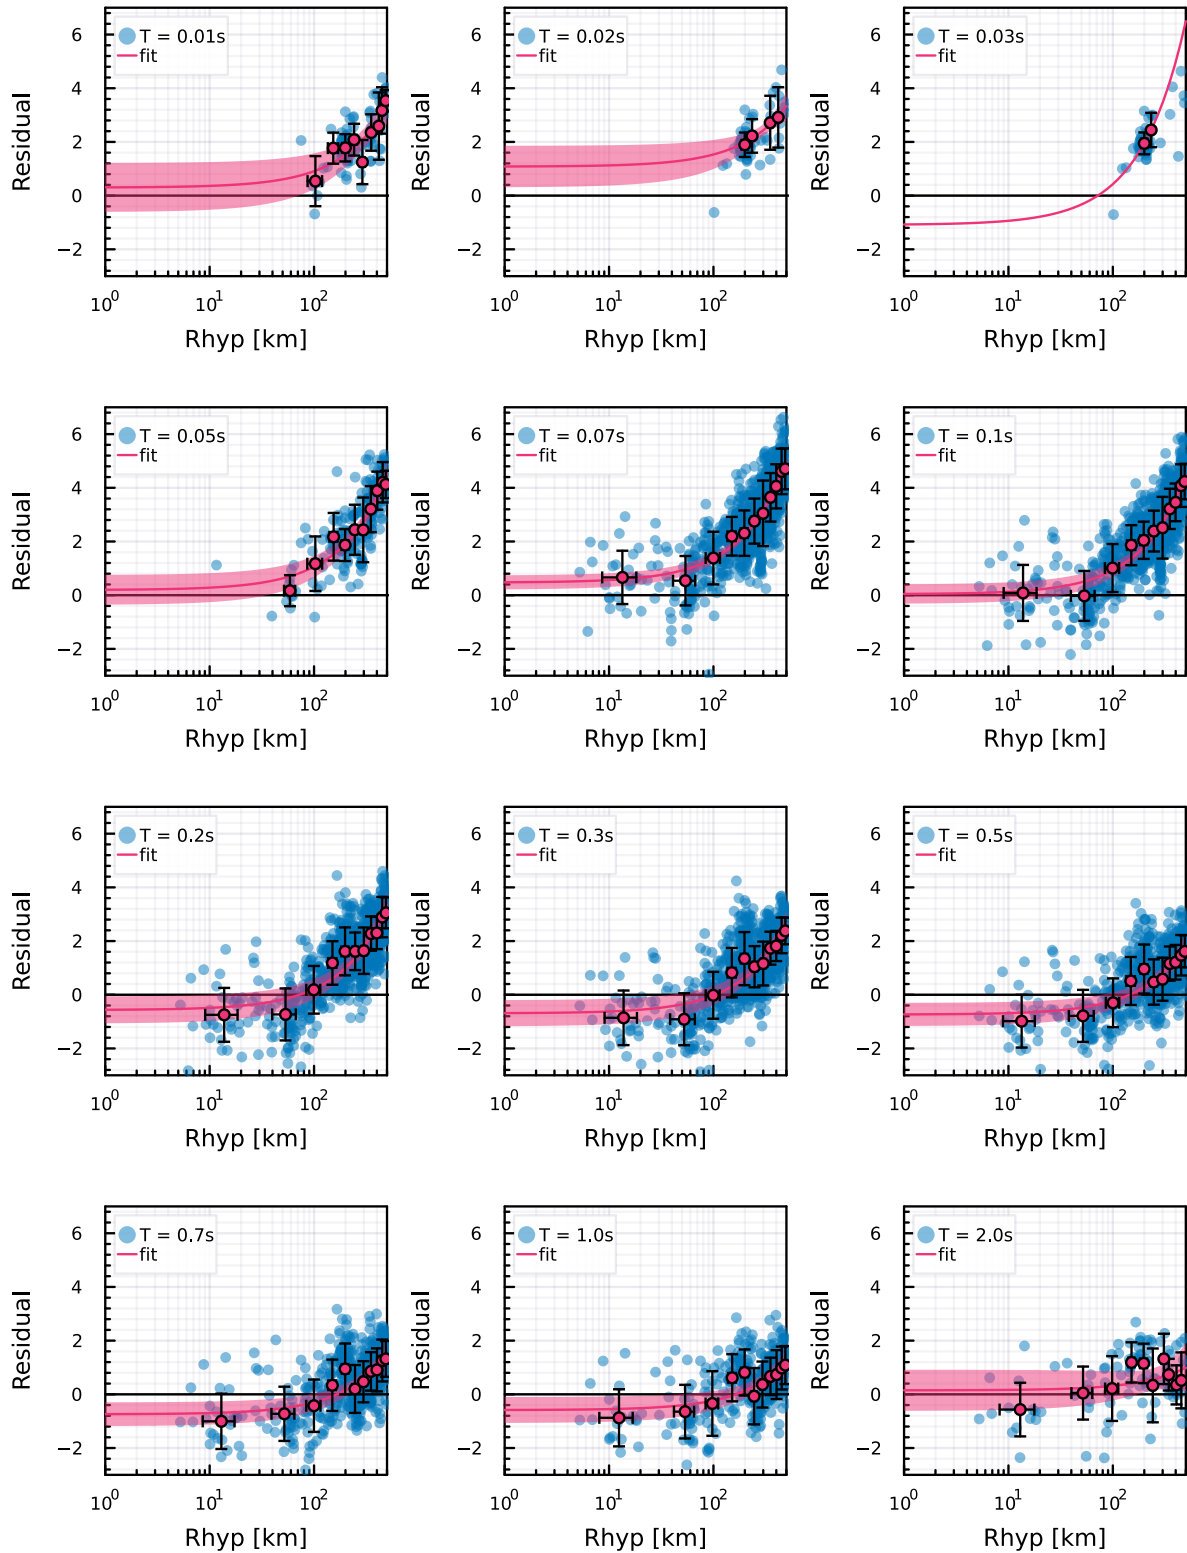 6
4
2
0
−2
Residual
T = 0.01s
fit
10^0 10^1 10^2
Rhyp [km]
6
4
2
0
−2
Residual
T = 0.02s
fit
10^0 10^1 10^2
Rhyp [km]
6
4
2
0
−2
Residual
T = 0.03s
fit
10^0 10^1 10^2
Rhyp [km]
6
4
2
0
−2
Residual
T = 0.05s
fit
10^0 10^1 10^2
Rhyp [km]
6
4
2
0
−2
Residual
T = 0.07s
fit
10^0 10^1 10^2
Rhyp [km]
6
4
2
0
−2
Residual
T = 0.1s
fit
10^0 10^1 10^2
Rhyp [km]
6
4
2
0
−2
Residual
T = 0.2s
fit
10^0 10^1 10^2
Rhyp [km]
6
4
2
0
−2
Residual
T = 0.3s
fit
10^0 10^1 10^2
Rhyp [km]
6
4
2
0
−2
Residual
T = 0.5s
fit
10^0 10^1 10^2
Rhyp [km]
6
4
2
0
−2
Residual
T = 0.7s
fit
10^0 10^1 10^2
Rhyp [km]
6
4
2
0
−2
Residual
T = 1.0s
fit
10^0 10^1 10^2
Rhyp [km]
6
4
2
0
−2
Residual
T = 2.0s
fit
10^0 10^1 10^2
Rhyp [km]